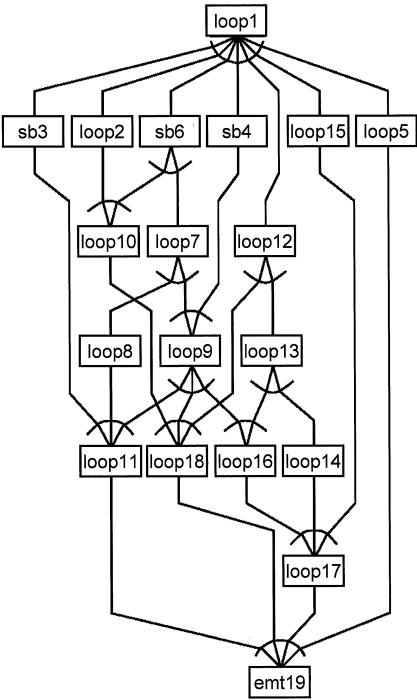 loop1
sb3 loop2 sb6 sb4 loop15 loop5
loop10 loop7 loop12
loop8 loop9 loop13
loop11 loop18 loop16 loop14
loop17
emt19